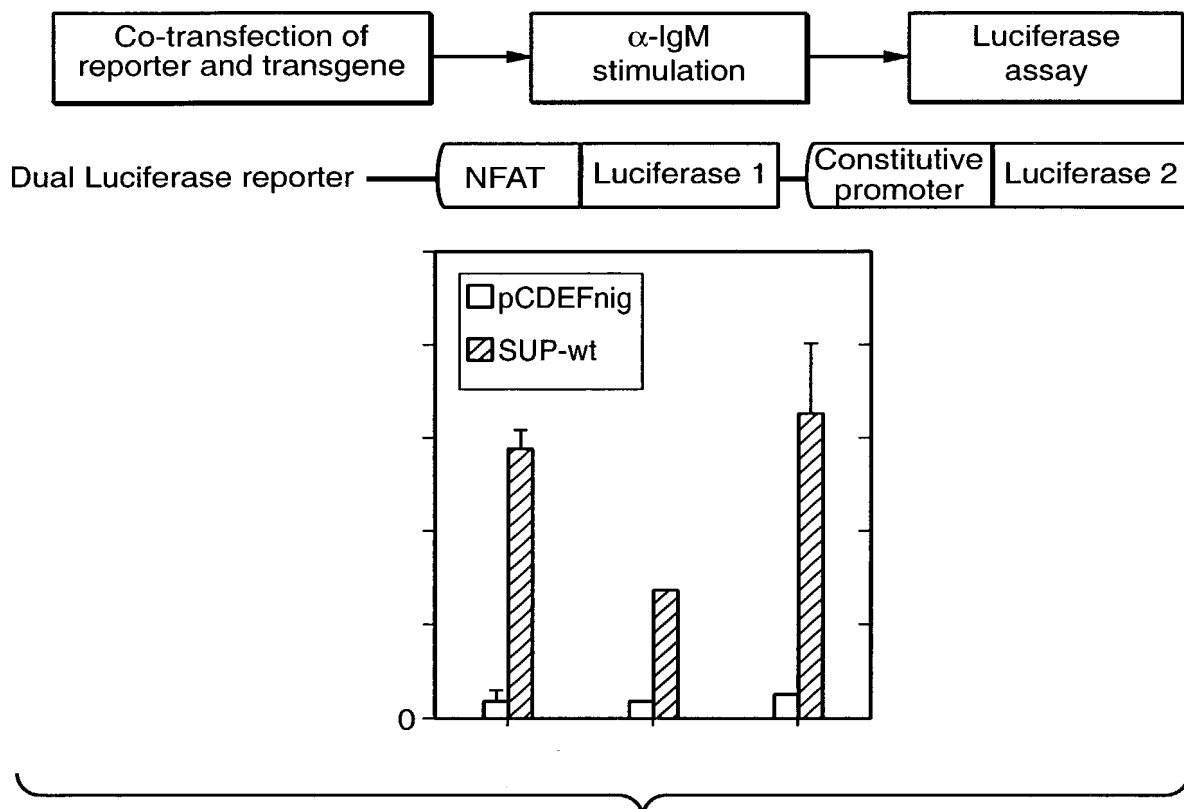 Co-transfection of
reporter and transgene
α-IgM
stimulation
Luciferase
assay
Dual Luciferase reporter
NFAT
Luciferase 1
Constitutive
promoter
Luciferase 2
pCDEFnig
SUP-wt
0